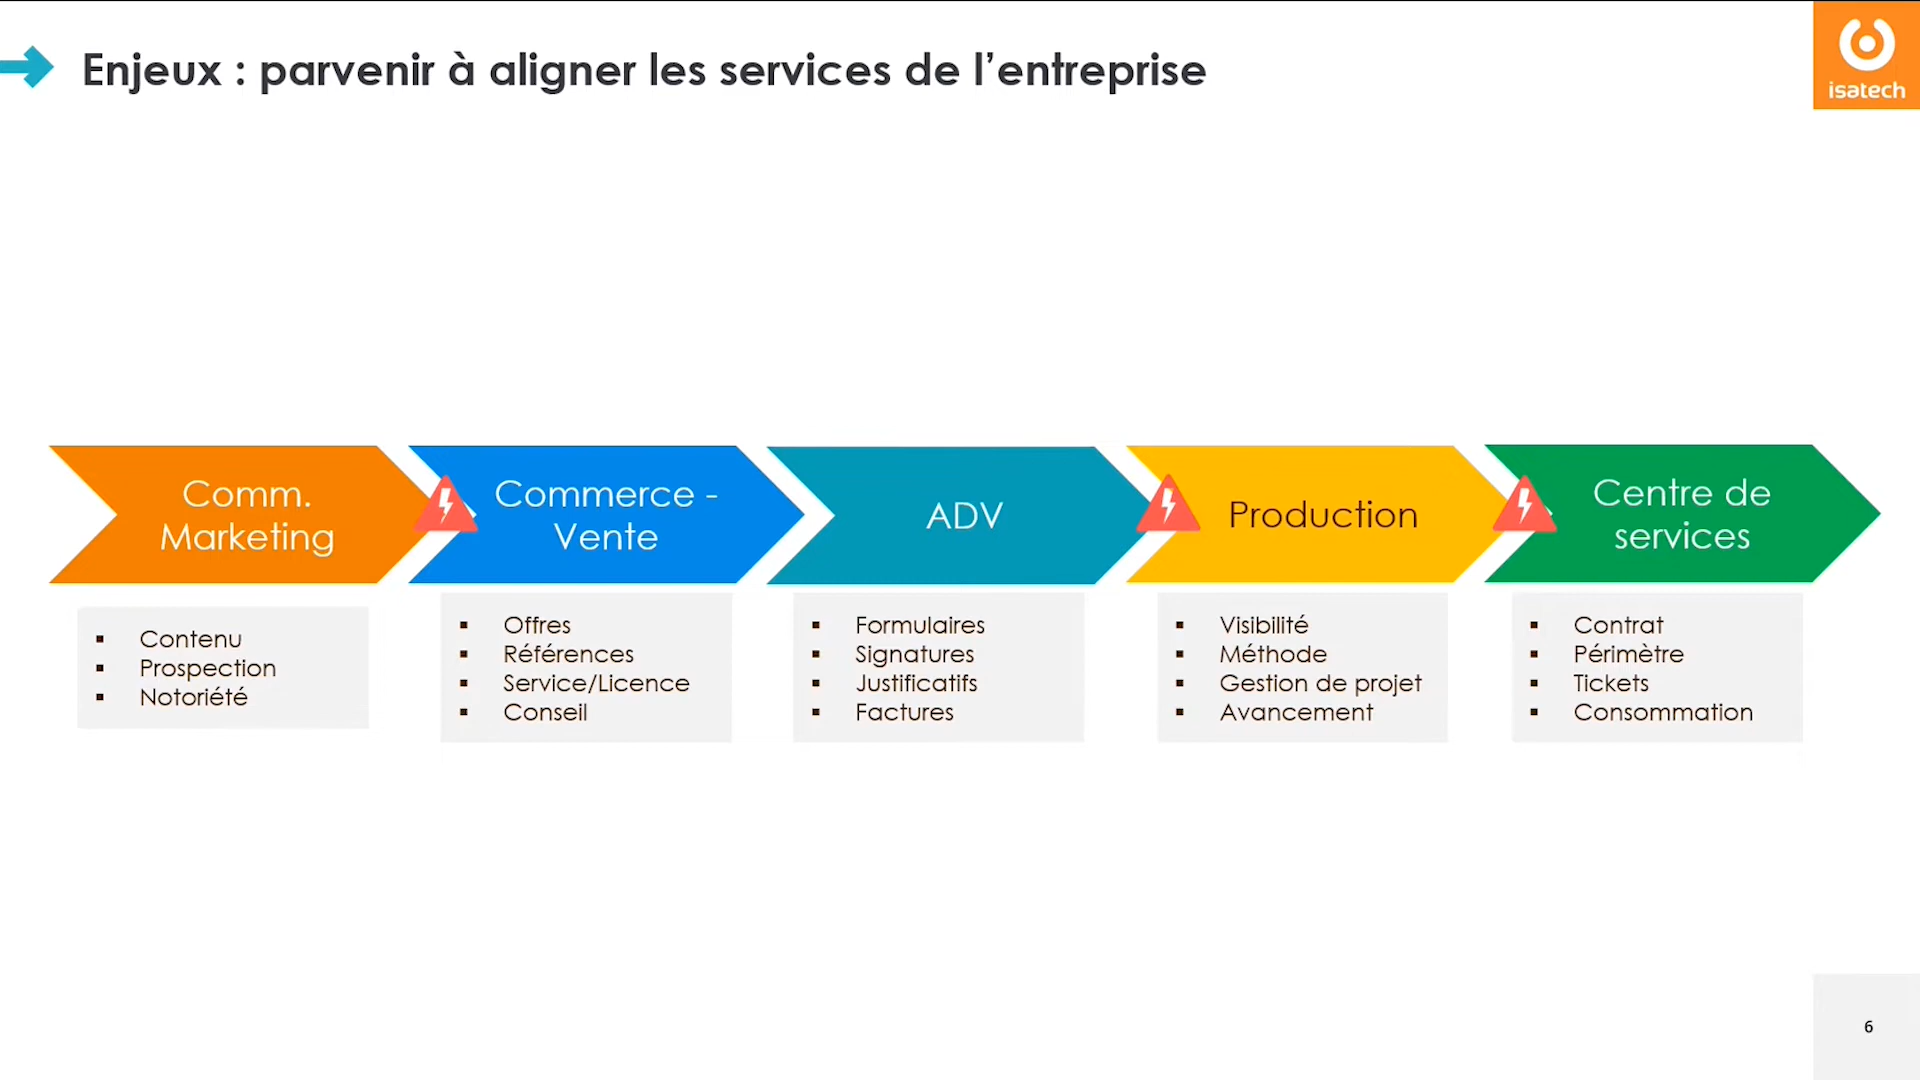 Enjeux : parvenir à aligner les services de l’entreprise
isatech
Comm.
Marketing
Commerce -
Vente
ADV
Production
Centre de
services
▪ Contenu
▪ Prospection
▪ Notoriété
▪ Offres
▪ Références
▪ Service/Licence
▪ Conseil
▪ Formulaires
▪ Signatures
▪ Justificatifs
▪ Factures
▪ Visibilité
▪ Méthode
▪ Gestion de projet
▪ Avancement
▪ Contrat
▪ Périmètre
▪ Tickets
▪ Consommation
6